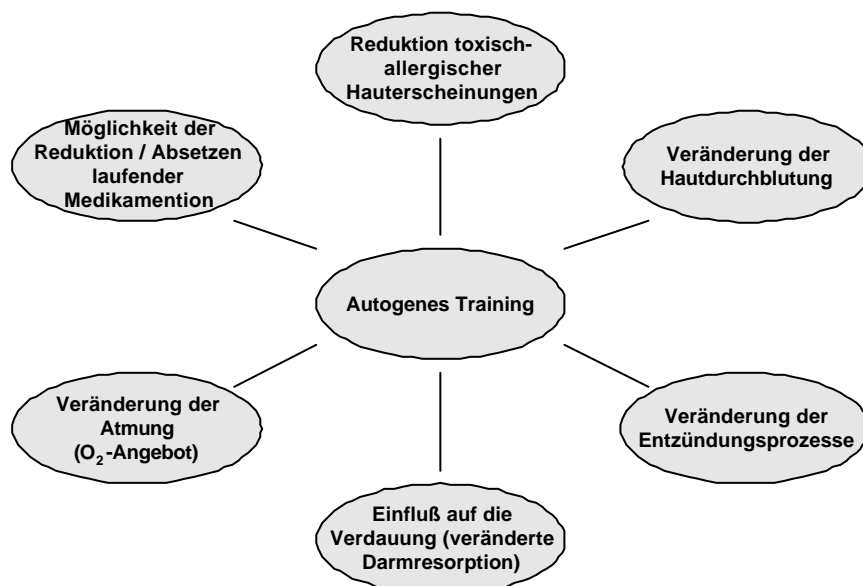 Reduktion toxisch-
allergischer
Hauterscheinungen
Möglichkeit der
Reduktion / Absetzen
laufender
Medikamention
Veränderung der
Hautdurchblutung
Autogenes Training
Veränderung der
Atmung
(O₂-Angebot)
Veränderung der
Entzündungsprozesse
Einfluß auf die
Verdauung (veränderte
Darmresorption)